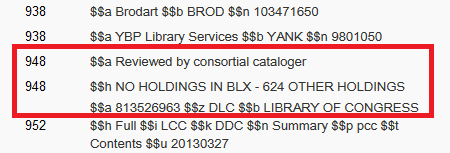 938 $$a Brodart $$b BROD $$n 103471650
938 $$a YBP Library Services $$b YANK $$n 9801050
948 $$a Reviewed by consortial cataloger
948 $$h NO HOLDINGS IN BLX - 624 OTHER HOLDINGS
$$a 813526963 $$z DLC $$b LIBRARY OF CONGRESS
952 $$h Full $$i LCC $$k DDC $$n Summary $$p pcc $$t
Contents $$u 20130327